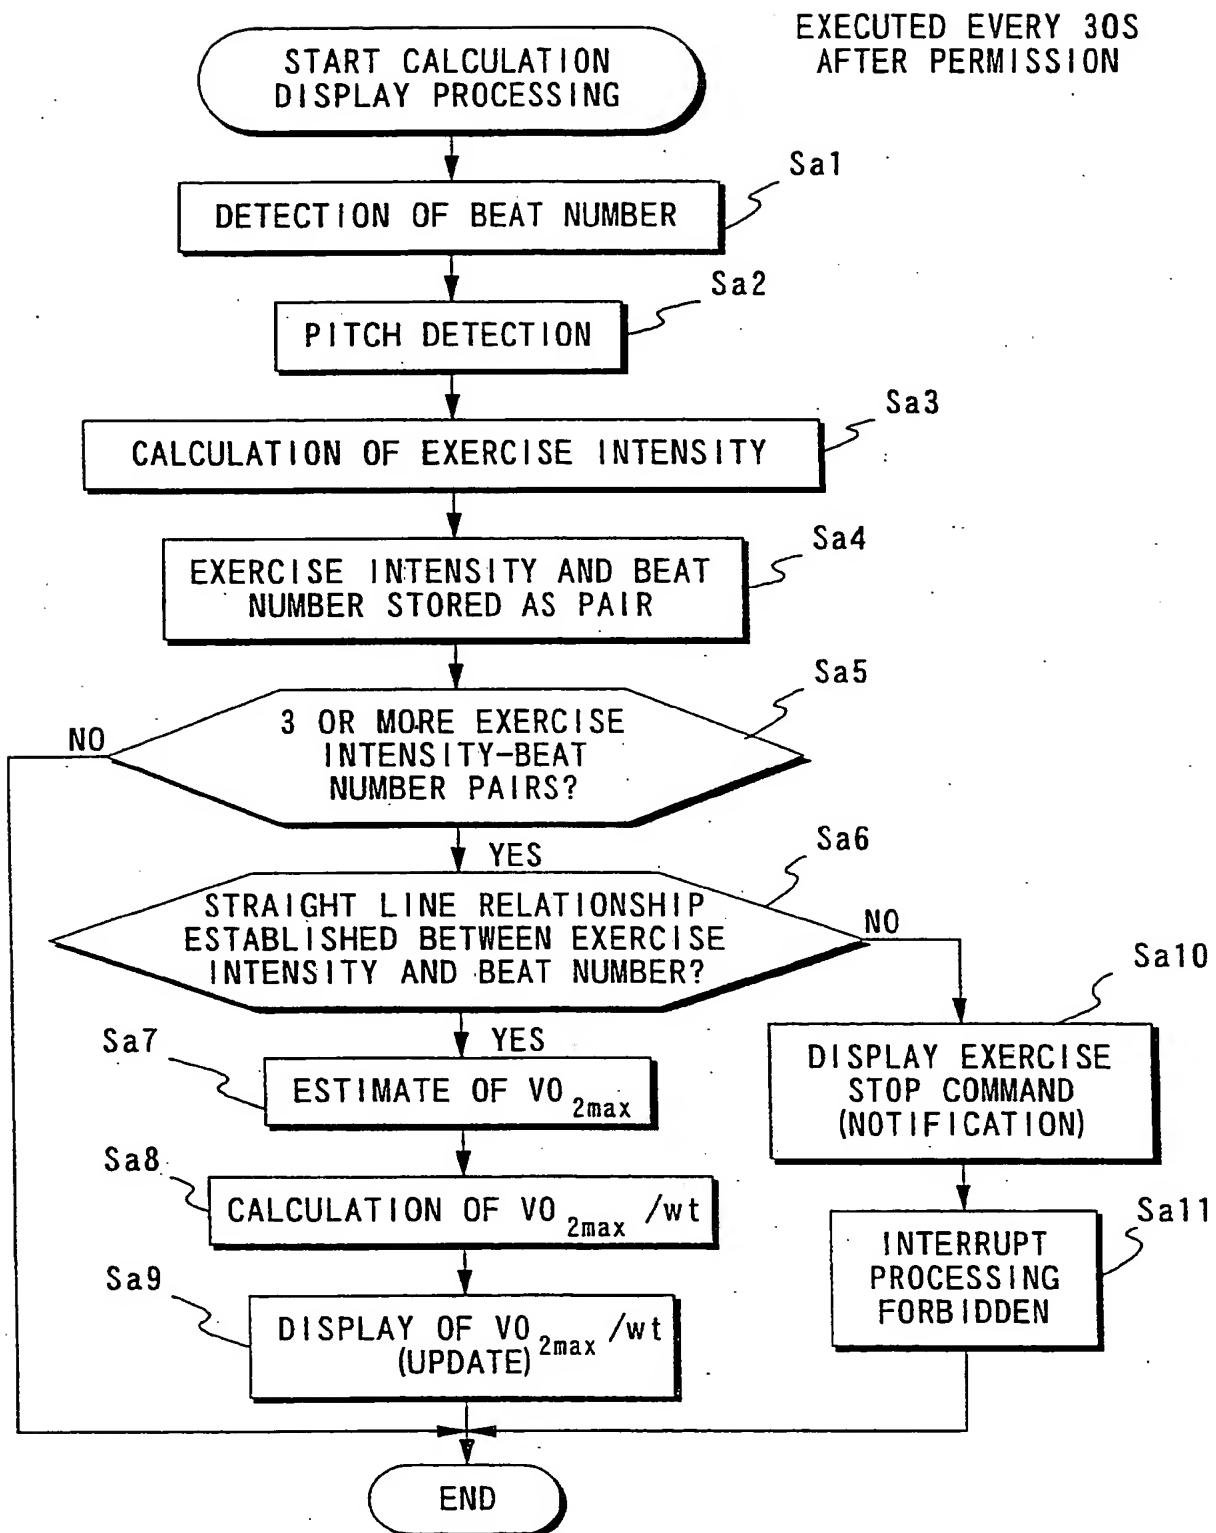 EXECUTED EVERY 30S
AFTER PERMISSION
START CALCULATION
DISPLAY PROCESSING
Sa1
DETECTION OF BEAT NUMBER
Sa2
PITCH DETECTION
Sa3
CALCULATION OF EXERCISE INTENSITY
Sa4
EXERCISE INTENSITY AND BEAT
NUMBER STORED AS PAIR
Sa5
NO
3 OR MORE EXERCISE
INTENSITY-BEAT
NUMBER PAIRS?
YES
Sa6
STRAIGHT LINE RELATIONSHIP
ESTABLISHED BETWEEN EXERCISE
INTENSITY AND BEAT NUMBER?
NO
YES
Sa7
ESTIMATE OF VO2max
Sa10
DISPLAY EXERCISE
STOP COMMAND
(NOTIFICATION)
Sa8
CALCULATION OF VO2max /wt
Sa11
INTERRUPT
PROCESSING
FORBIDDEN
Sa9
DISPLAY OF VO2max /wt
(UPDATE)
END